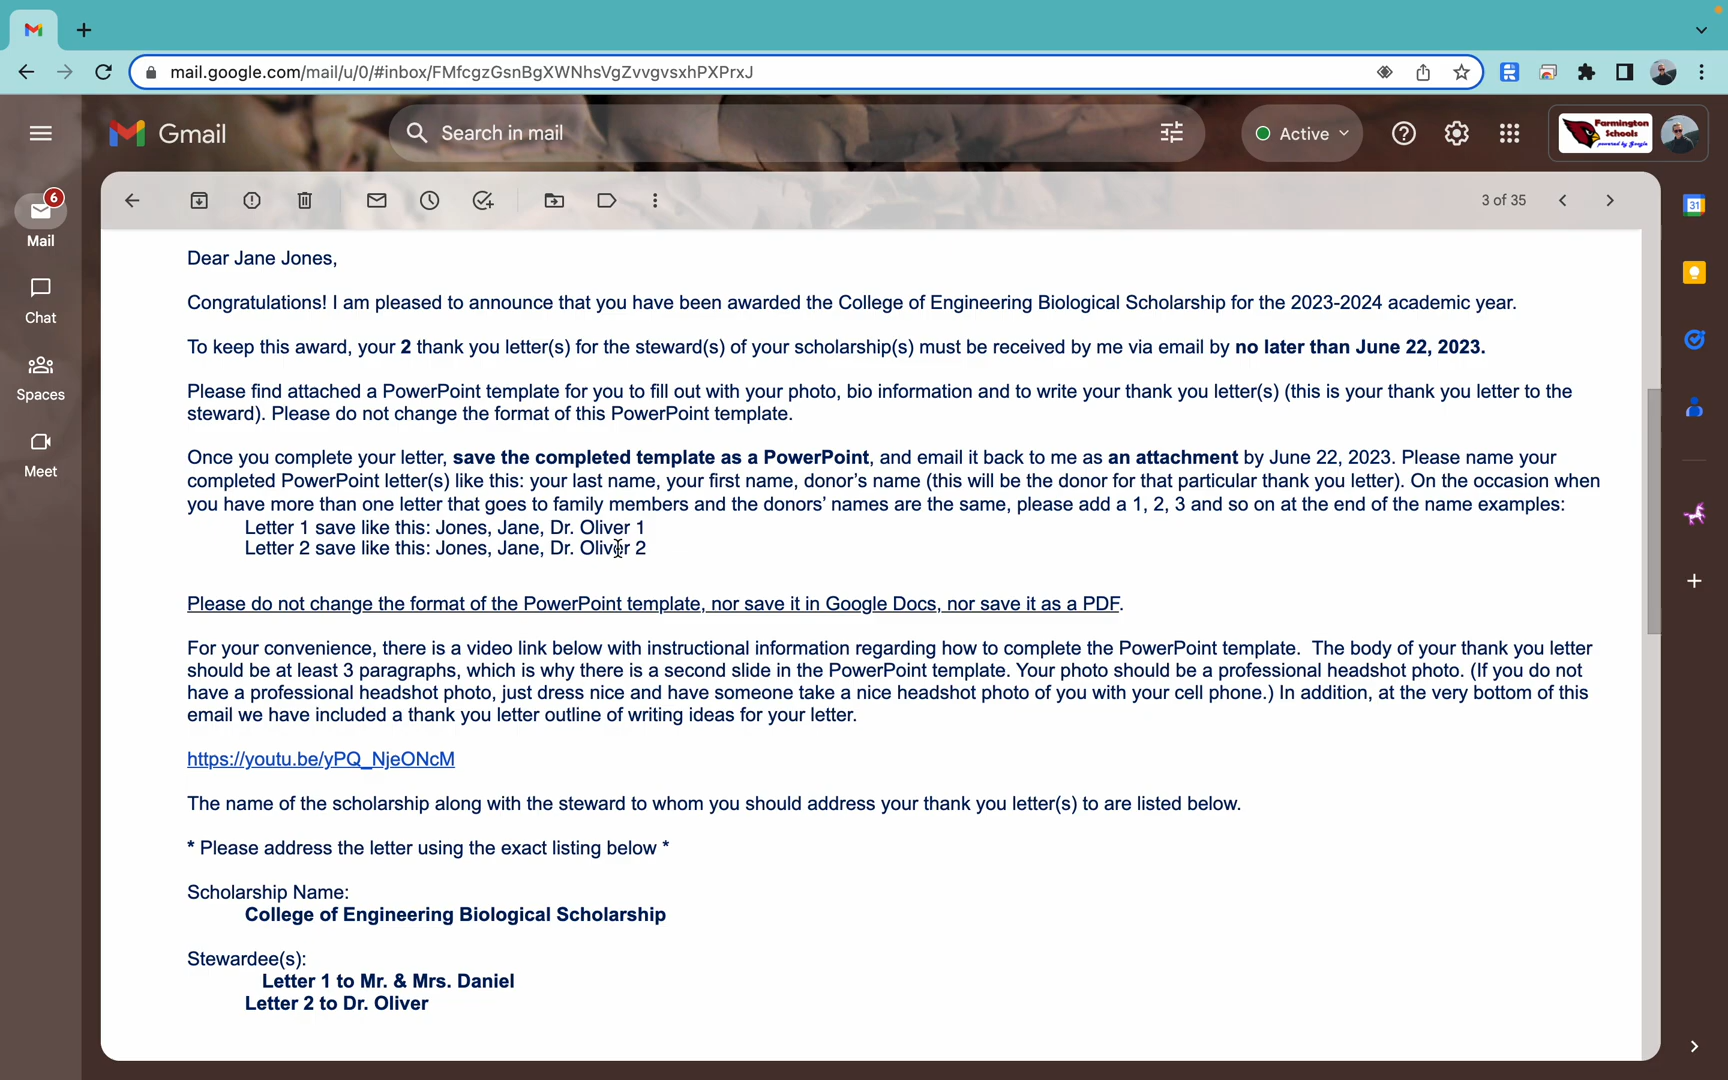 mail.google.com/mail/u/0/#inbox/FMfcgzGsnBgXWNhsVgZvvgvsxhPXPrxJ
Gmail
Search in mail
Active
Farmington
Schools
powered by Google
6
Mail
Chat
Spaces
Meet
3 of 35
31
Dear Jane Jones,
Congratulations! I am pleased to announce that you have been awarded the College of Engineering Biological Scholarship for the 2023-2024 academic year.
To keep this award, your 2 thank you letter(s) for the steward(s) of your scholarship(s) must be received by me via email by no later than June 22, 2023.
Please find attached a PowerPoint template for you to fill out with your photo, bio information and to write your thank you letter(s) (this is your thank you letter to the
steward). Please do not change the format of this PowerPoint template.
Once you complete your letter, save the completed template as a PowerPoint, and email it back to me as an attachment by June 22, 2023. Please name your
completed PowerPoint letter(s) like this: your last name, your first name, donor's name (this will be the donor for that particular thank you letter). On the occasion when
you have more than one letter that goes to family members and the donors' names are the same, please add a 1, 2, 3 and so on at the end of the name examples:
Letter 1 save like this: Jones, Jane, Dr. Oliver 1
Letter 2 save like this: Jones, Jane, Dr. Oliver 2
Please do not change the format of the PowerPoint template, nor save it in Google Docs, nor save it as a PDF.
For your convenience, there is a video link below with instructional information regarding how to complete the PowerPoint template. The body of your thank you letter
should be at least 3 paragraphs, which is why there is a second slide in the PowerPoint template. Your photo should be a professional headshot photo. (If you do not
have a professional headshot photo, just dress nice and have someone take a nice headshot photo of you with your cell phone.) In addition, at the very bottom of this
email we have included a thank you letter outline of writing ideas for your letter.
https://youtu.be/yPQ_NjeONcM
The name of the scholarship along with the steward to whom you should address your thank you letter(s) to are listed below.
* Please address the letter using the exact listing below *
Scholarship Name:
College of Engineering Biological Scholarship
Stewardee(s):
Letter 1 to Mr. & Mrs. Daniel
Letter 2 to Dr. Oliver